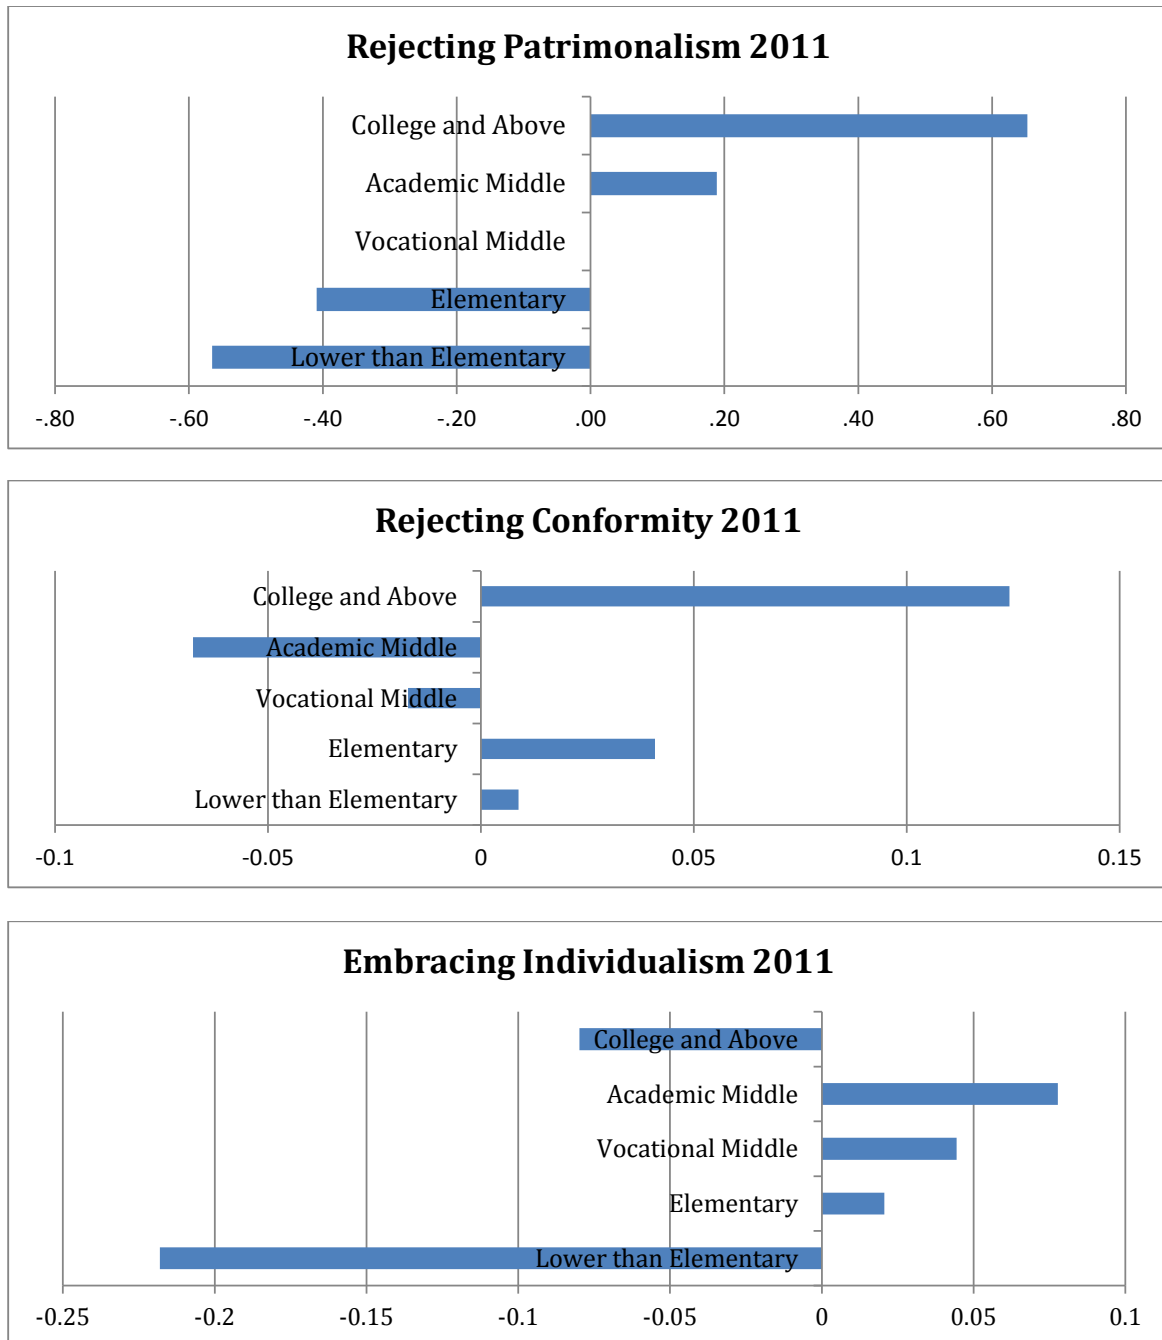 Rejecting Patrimonalism 2011
College and Above
Academic Middle
Vocational Middle
Elementary
Lower than Elementary
-.80 -.60 -.40 -.20 .00 .20 .40 .60 .80
Rejecting Conformity 2011
College and Above
Academic Middle
Vocational Middle
Elementary
Lower than Elementary
-0.1 -0.05 0 0.05 0.1 0.15
Embracing Individualism 2011
College and Above
Academic Middle
Vocational Middle
Elementary
Lower than Elementary
-0.25 -0.2 -0.15 -0.1 -0.05 0 0.05 0.1